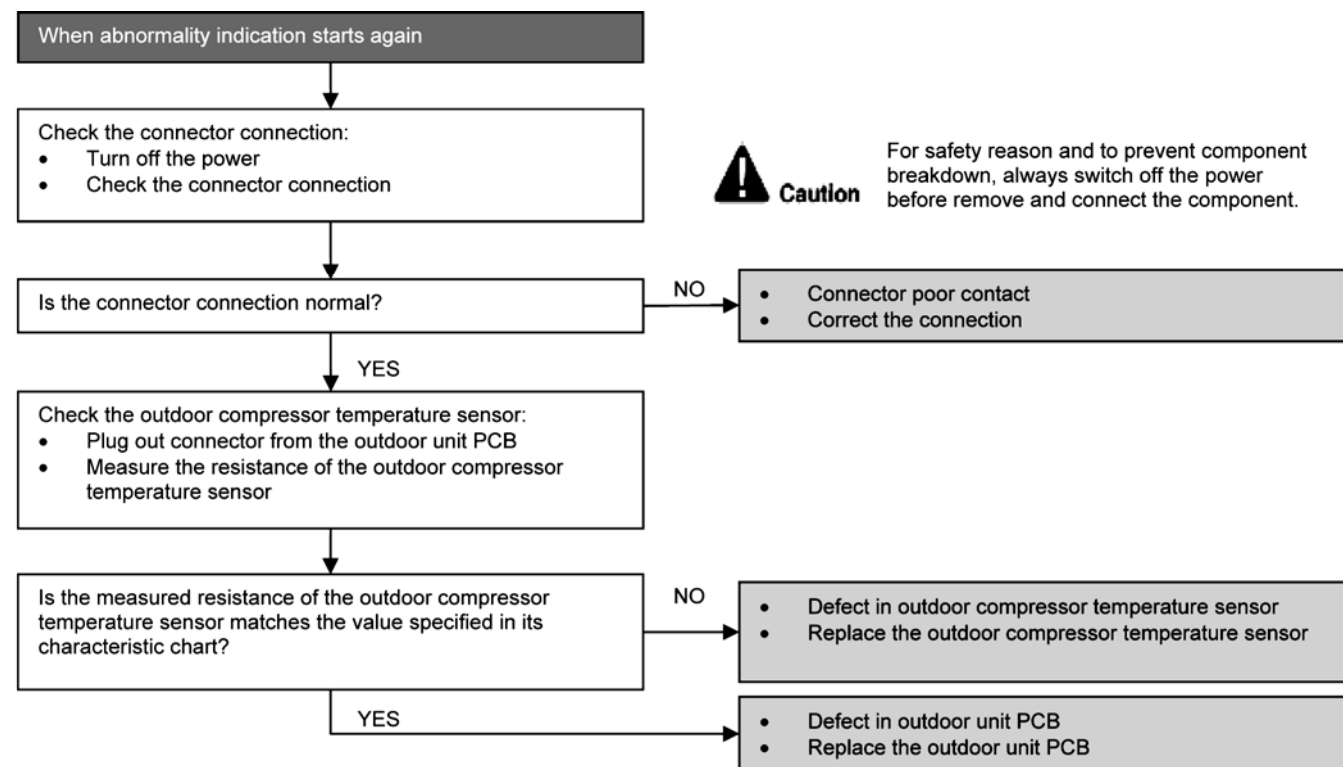 When abnormality indication starts again
Check the connector connection:
• Turn off the power
• Check the connector connection
Caution
For safety reason and to prevent component
breakdown, always switch off the power
before remove and connect the component.
Is the connector connection normal?
NO
• Connector poor contact
• Correct the connection
YES
Check the outdoor compressor temperature sensor:
• Plug out connector from the outdoor unit PCB
• Measure the resistance of the outdoor compressor
temperature sensor
Is the measured resistance of the outdoor compressor
temperature sensor matches the value specified in its
characteristic chart?
NO
• Defect in outdoor compressor temperature sensor
• Replace the outdoor compressor temperature sensor
YES
• Defect in outdoor unit PCB
• Replace the outdoor unit PCB